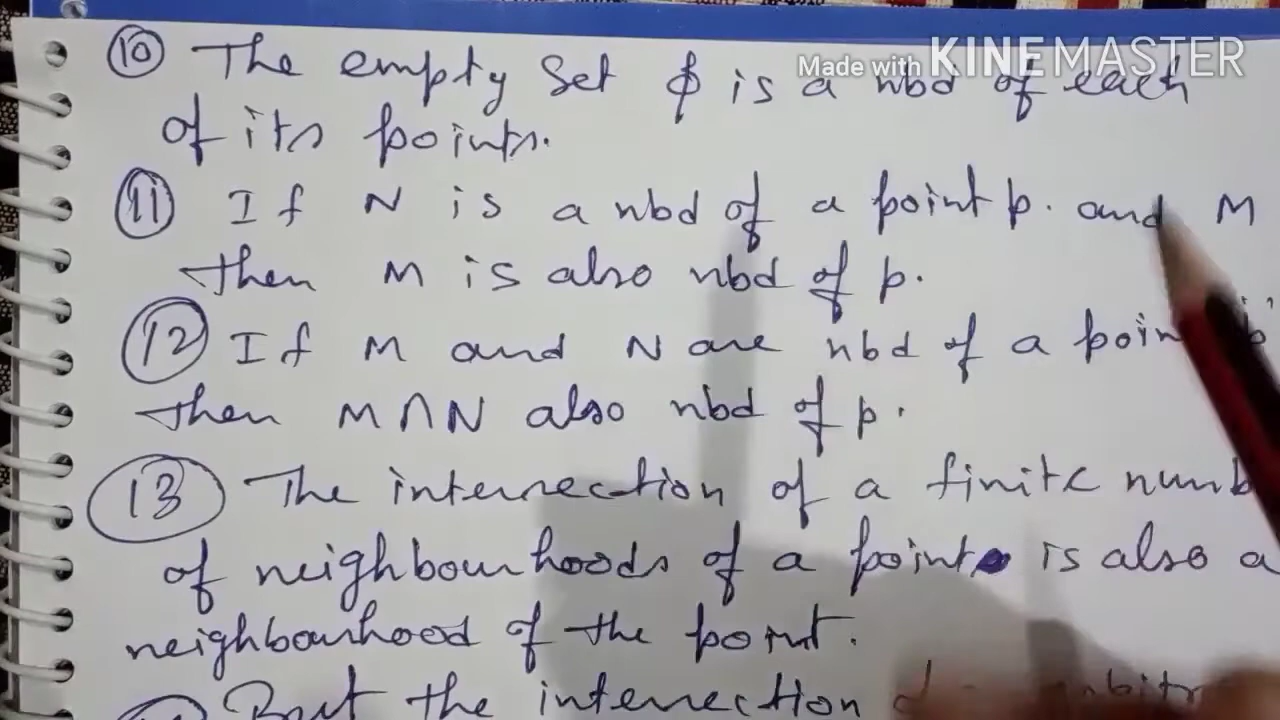 Made with KINEMASTER
⑩ The empty set ϕ is a nbd of each
of its points.
⑪ If N is a nbd of a point p. and M
then M is also nbd of p.
⑫ If M and N are nbd of a point 'p'
then M∩N also nbd of p.
⑬ The intersection of a finite numb
of neighbourhoods of a point is also a
neighbourhood of the point.
But the intersection